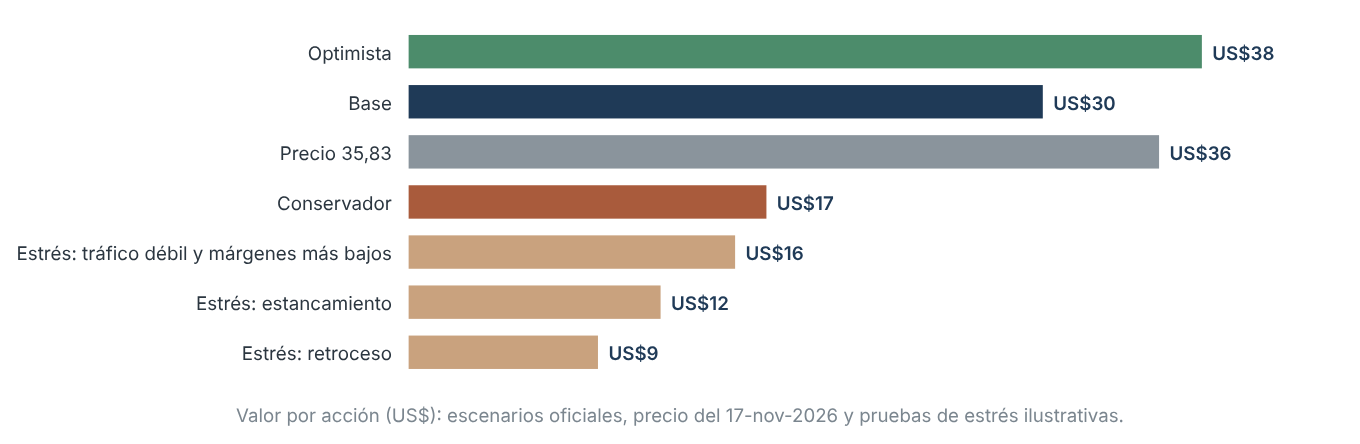 Optimista US$38
Base US$30
Precio 35,83 US$36
Conservador US$17
Estrés: tráfico débil y márgenes más bajos US$16
Estrés: estancamiento US$12
Estrés: retroceso US$9
Valor por acción (US$): escenarios oficiales, precio del 17-nov-2026 y pruebas de estrés ilustrativas.